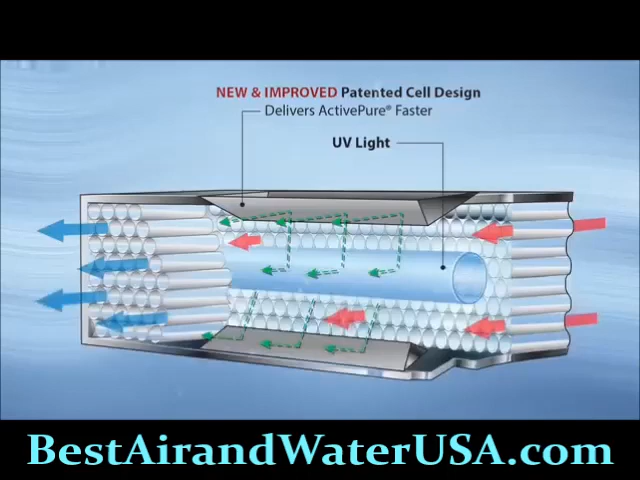 NEW & IMPROVED Patented Cell Design
Delivers ActivePure® Faster
UV Light
BestAirandWaterUSA.com